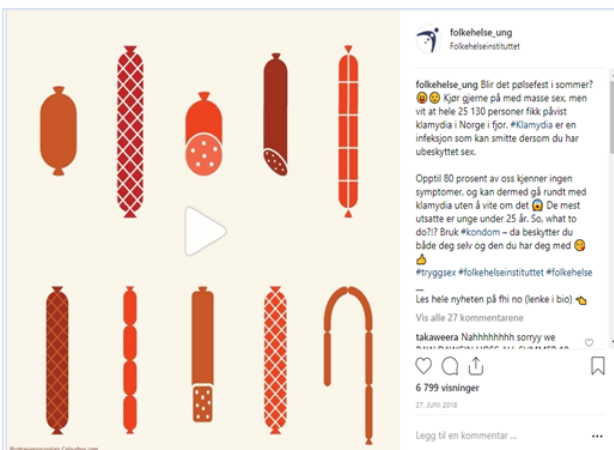 folkehelse_ung
Folkehelseinstituttet
folkehelse_ung Blir det pølsefest i sommer?
Kjør gjerne på med masse sex, men
vit at hele 25 130 personer fikk påvist
klamydia i Norge i fjor. #Klamydia er en
infeksjon som kan smitte dersom du har
ubeskyttet sex.
Opptil 80 prosent av oss kjenner ingen
symptomer, og kan dermed gå rundt med
klamydia uten å vite om det 😱 De mest
utsatte er unge under 25 år. So, what to
do?!? Bruk #kondom – da beskytter du
både deg selv og den du har deg med 😋
👍
#tryggsex #folkehelseinstituttet #folkehelse
__
Les hele nyheten på fhi no (lenke i bio) 👈
Vis alle 27 kommentarene
takaweera Nahhhhhhhh sorryy we
6 799 visninger
27. JUNI 2018
Legg til en kommentar ...